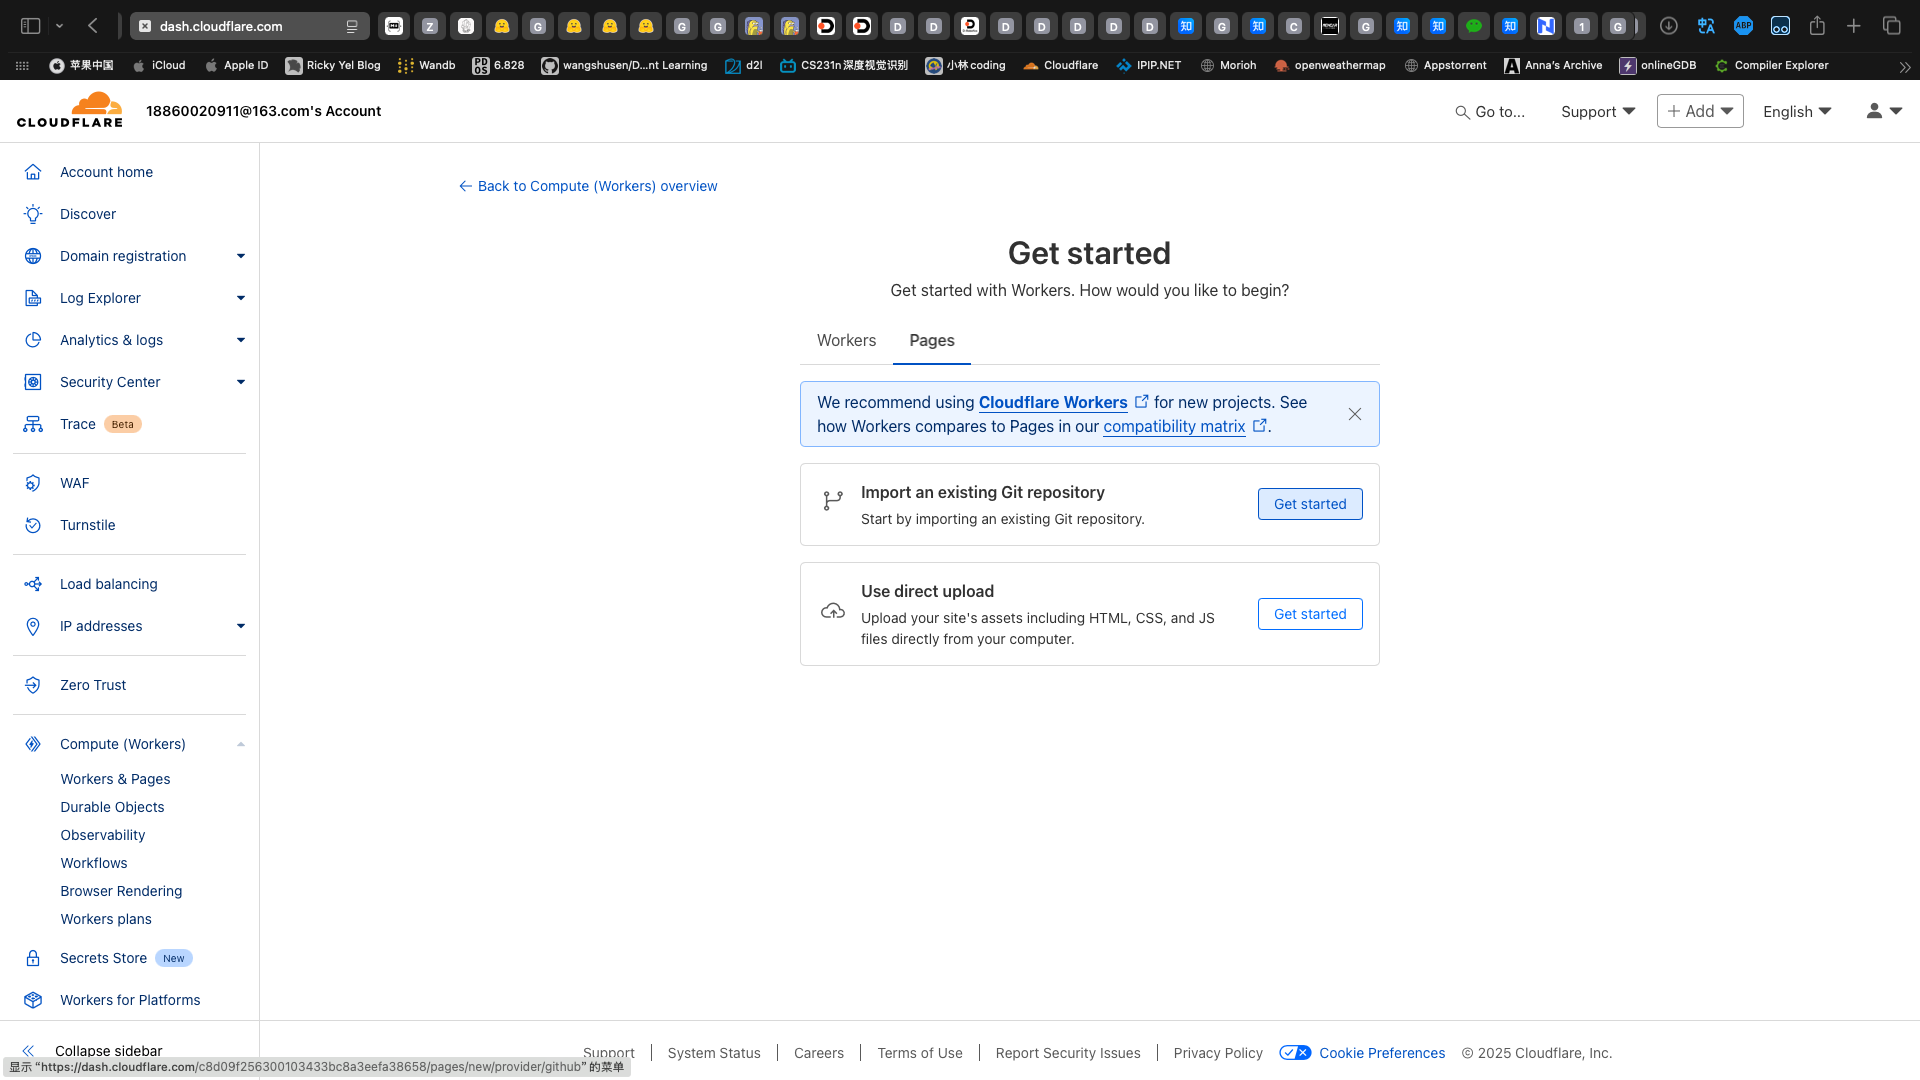 dash.cloudflare.com
苹果中国
iCloud
Apple ID
Ricky Yel Blog
Wandb
6.828
wangshusen/D...nt Learning
d2l
CS231n深度视觉识别
小林coding
Cloudflare
IPIP.NET
Morioh
openweathermap
Appstorrent
Anna's Archive
onlineGDB
Compiler Explorer
CLOUDFLARE
18860020911@163.com's Account
Go to...
Support
Add
English
Account home
Discover
Domain registration
Log Explorer
Analytics & logs
Security Center
Trace Beta
WAF
Turnstile
Load balancing
IP addresses
Zero Trust
Compute (Workers)
Workers & Pages
Durable Objects
Observability
Workflows
Browser Rendering
Workers plans
Secrets Store New
Workers for Platforms
Collapse sidebar
Back to Compute (Workers) overview
Get started
Get started with Workers. How would you like to begin?
Workers Pages
We recommend using Cloudflare Workers for new projects. See
how Workers compares to Pages in our compatibility matrix .
Import an existing Git repository
Start by importing an existing Git repository.
Get started
Use direct upload
Upload your site's assets including HTML, CSS, and JS
files directly from your computer.
Get started
Support
System Status
Careers
Terms of Use
Report Security Issues
Privacy Policy
Cookie Preferences
© 2025 Cloudflare, Inc.
显示“https://dash.cloudflare.com/c8d09f256300103433bc8a3eefa38658/pages/new/provider/github”的菜单